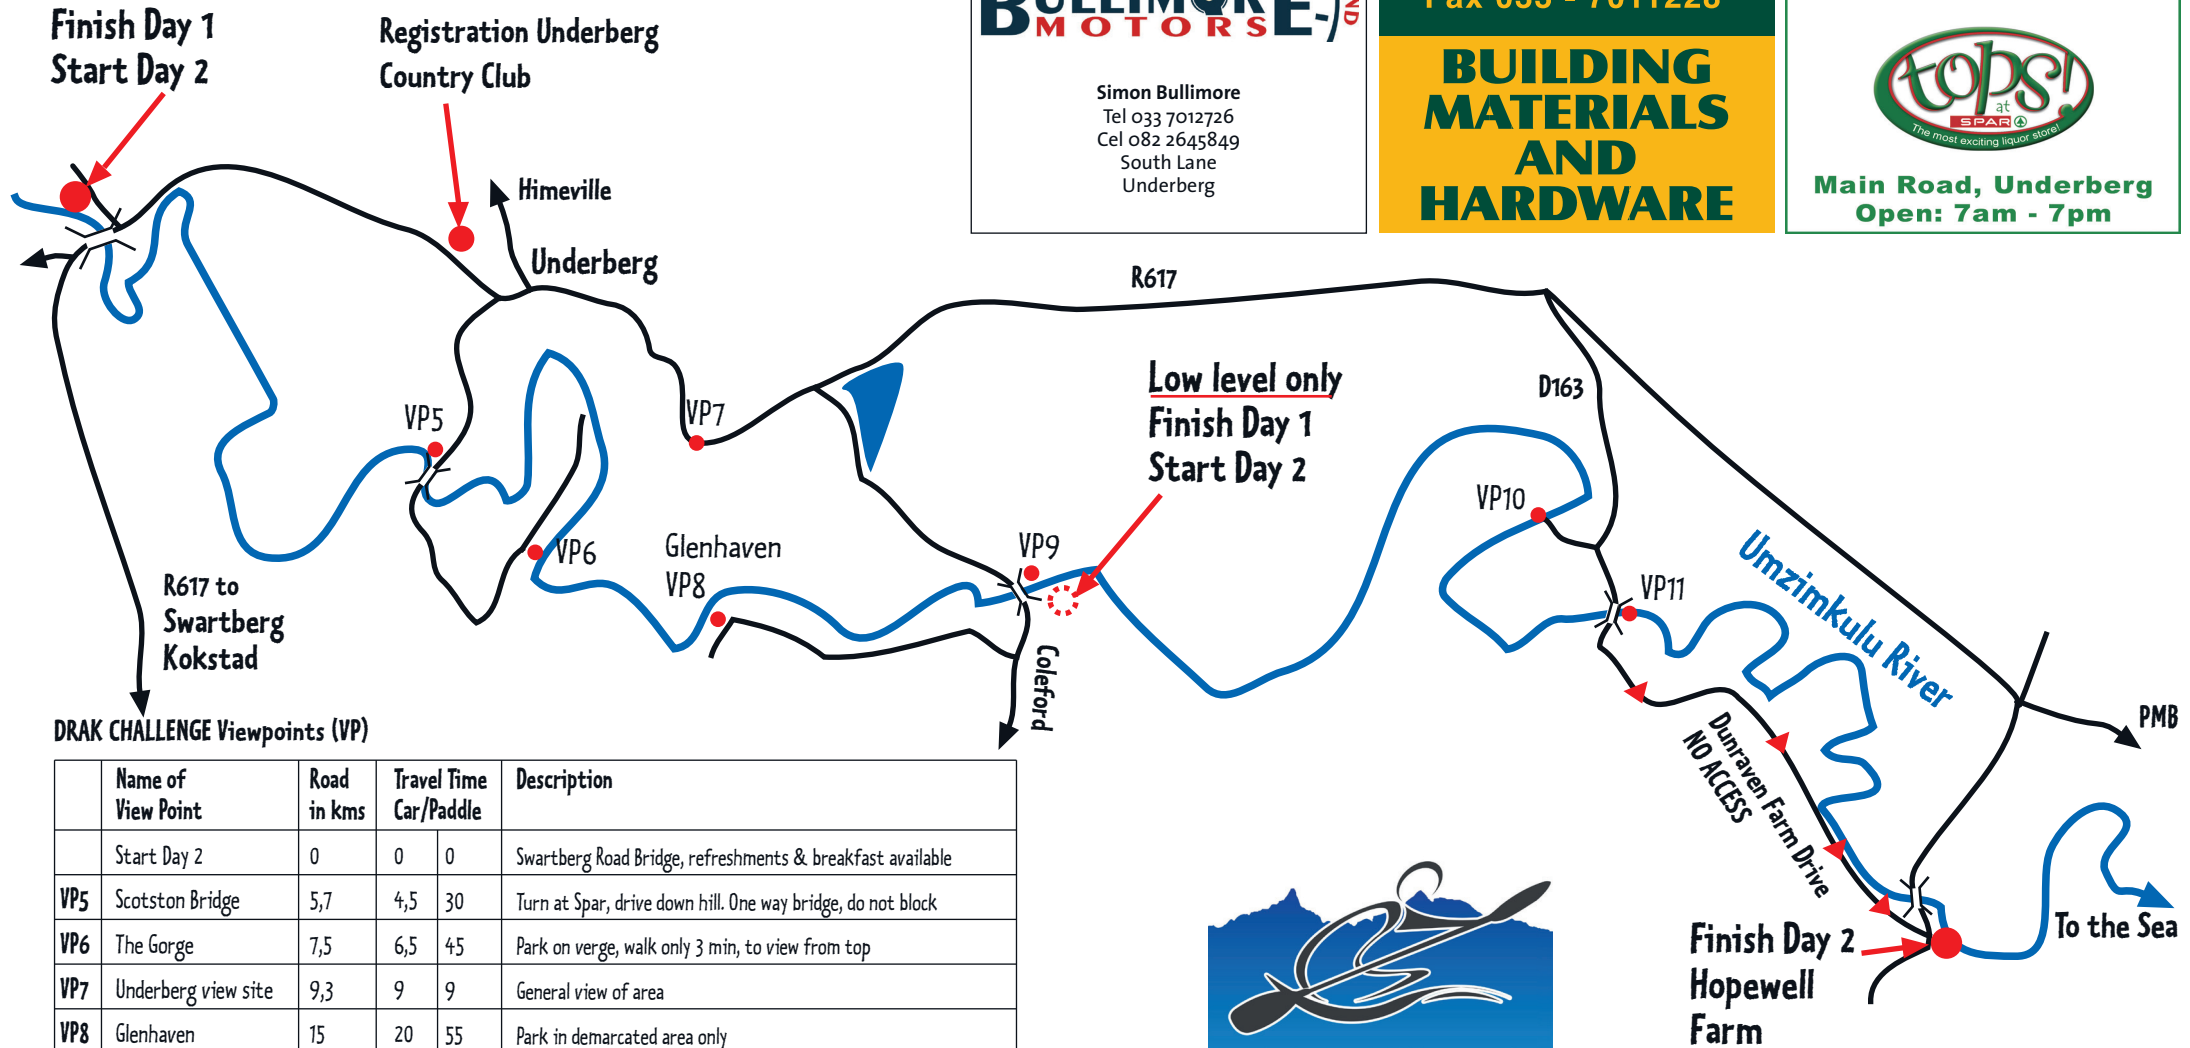 Finish Day 1
Start Day 2
Registration Underberg
Country Club
BULLIMORE
MOTORS
Simon Bullimore
Tel 033 7012726
Cel 082 2645849
South Lane
Underberg
Fax 033 - 7011228
BUILDING
MATERIALS
AND
HARDWARE
tops!
at
SPAR
The most exciting liquor store!
Main Road, Underberg
Open: 7am - 7pm
Himeville
Underberg
R617
Low level only
Finish Day 1
Start Day 2
D163
VP5
VP7
VP10
VP6
Glenhaven
VP8
VP9
VP11
Umzimkulu River
R617 to
Swartberg
Kokstad
Coleford
PMB
Dunraven Farm Drive
NO ACCESS
To the Sea
Finish Day 2
Hopewell
Farm
DRAK CHALLENGE Viewpoints (VP)
Name of View Point Road in kms Travel Time Car/Paddle Description
Start Day 2 0 0 0 Swartberg Road Bridge, refreshments & breakfast available
VP5 Scotston Bridge 5,7 4,5 30 Turn at Spar, drive down hill. One way bridge, do not block
VP6 The Gorge 7,5 6,5 45 Park on verge, walk only 3 min, to view from top
VP7 Underberg view site 9,3 9 9 General view of area
VP8 Glenhaven 15 20 55 Park in demarcated area only